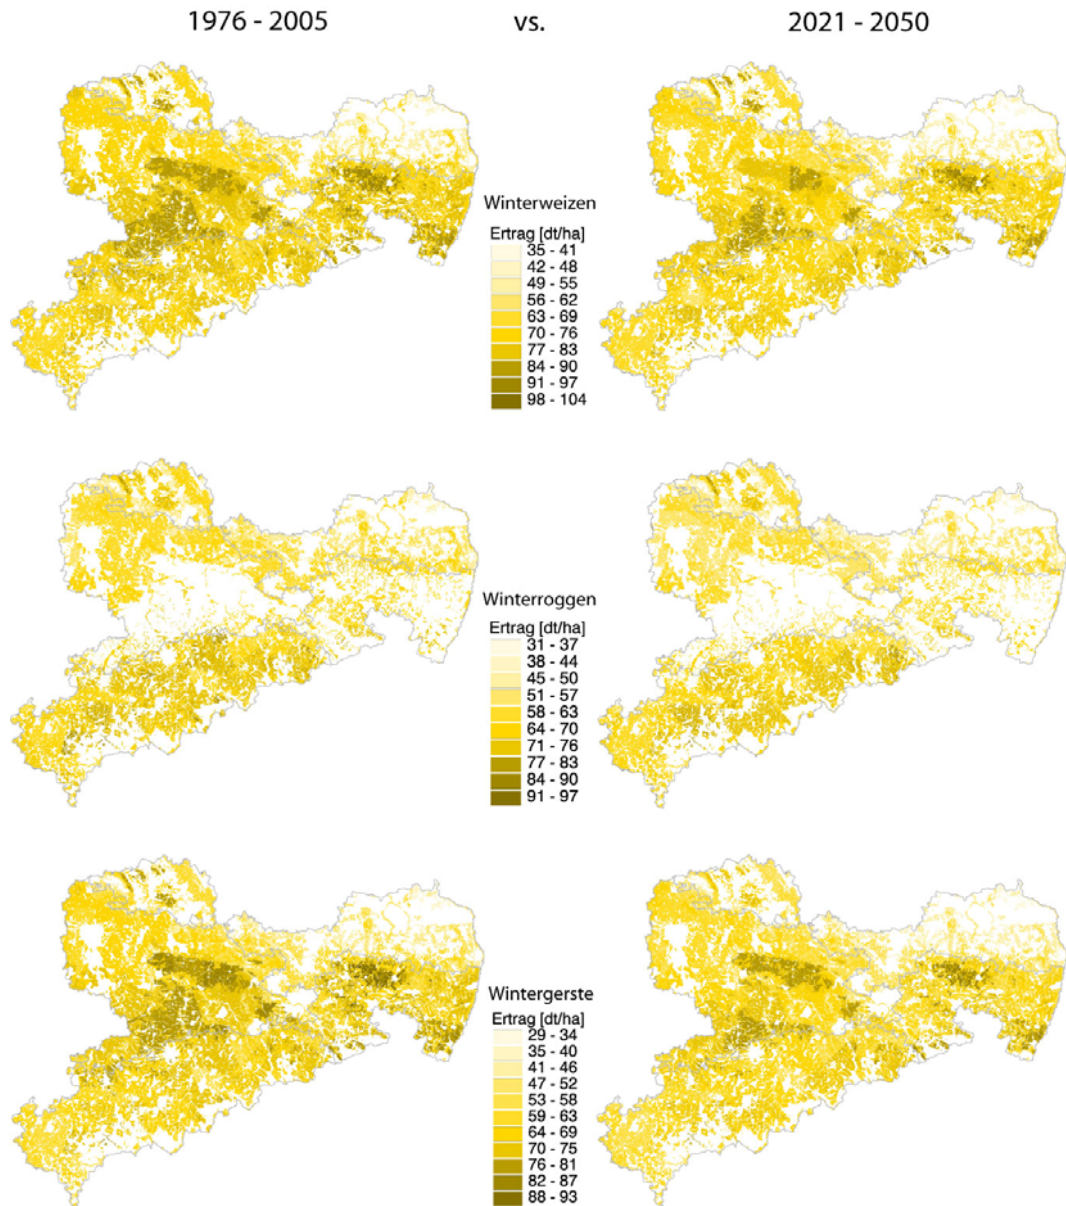 1976 - 2005 vs. 2021 - 2050
Winterweizen
Ertrag [dt/ha]
35 - 41
42 - 48
49 - 55
56 - 62
63 - 69
70 - 76
77 - 83
84 - 90
91 - 97
98 - 104
Winterroggen
Ertrag [dt/ha]
31 - 37
38 - 44
45 - 50
51 - 57
58 - 63
64 - 70
71 - 76
77 - 83
84 - 90
91 - 97
Wintergerste
Ertrag [dt/ha]
29 - 34
35 - 40
41 - 46
47 - 52
53 - 58
59 - 63
64 - 69
70 - 75
76 - 81
82 - 87
88 - 93